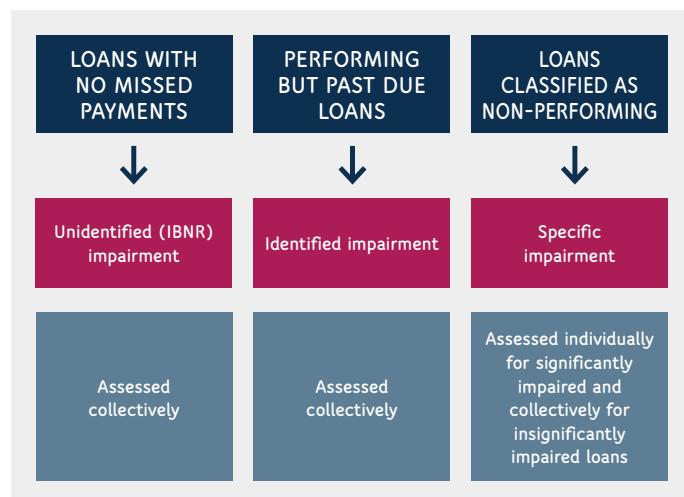 LOANS WITH
NO MISSED
PAYMENTS
PERFORMING
BUT PAST DUE
LOANS
LOANS
CLASSIFIED AS
NON-PERFORMING
Unidentified (IBNR)
impairment
Identified impairment
Specific
impairment
Assessed
collectively
Assessed
collectively
Assessed individually
for significantly
impaired and
collectively for
insignificantly
impaired loans